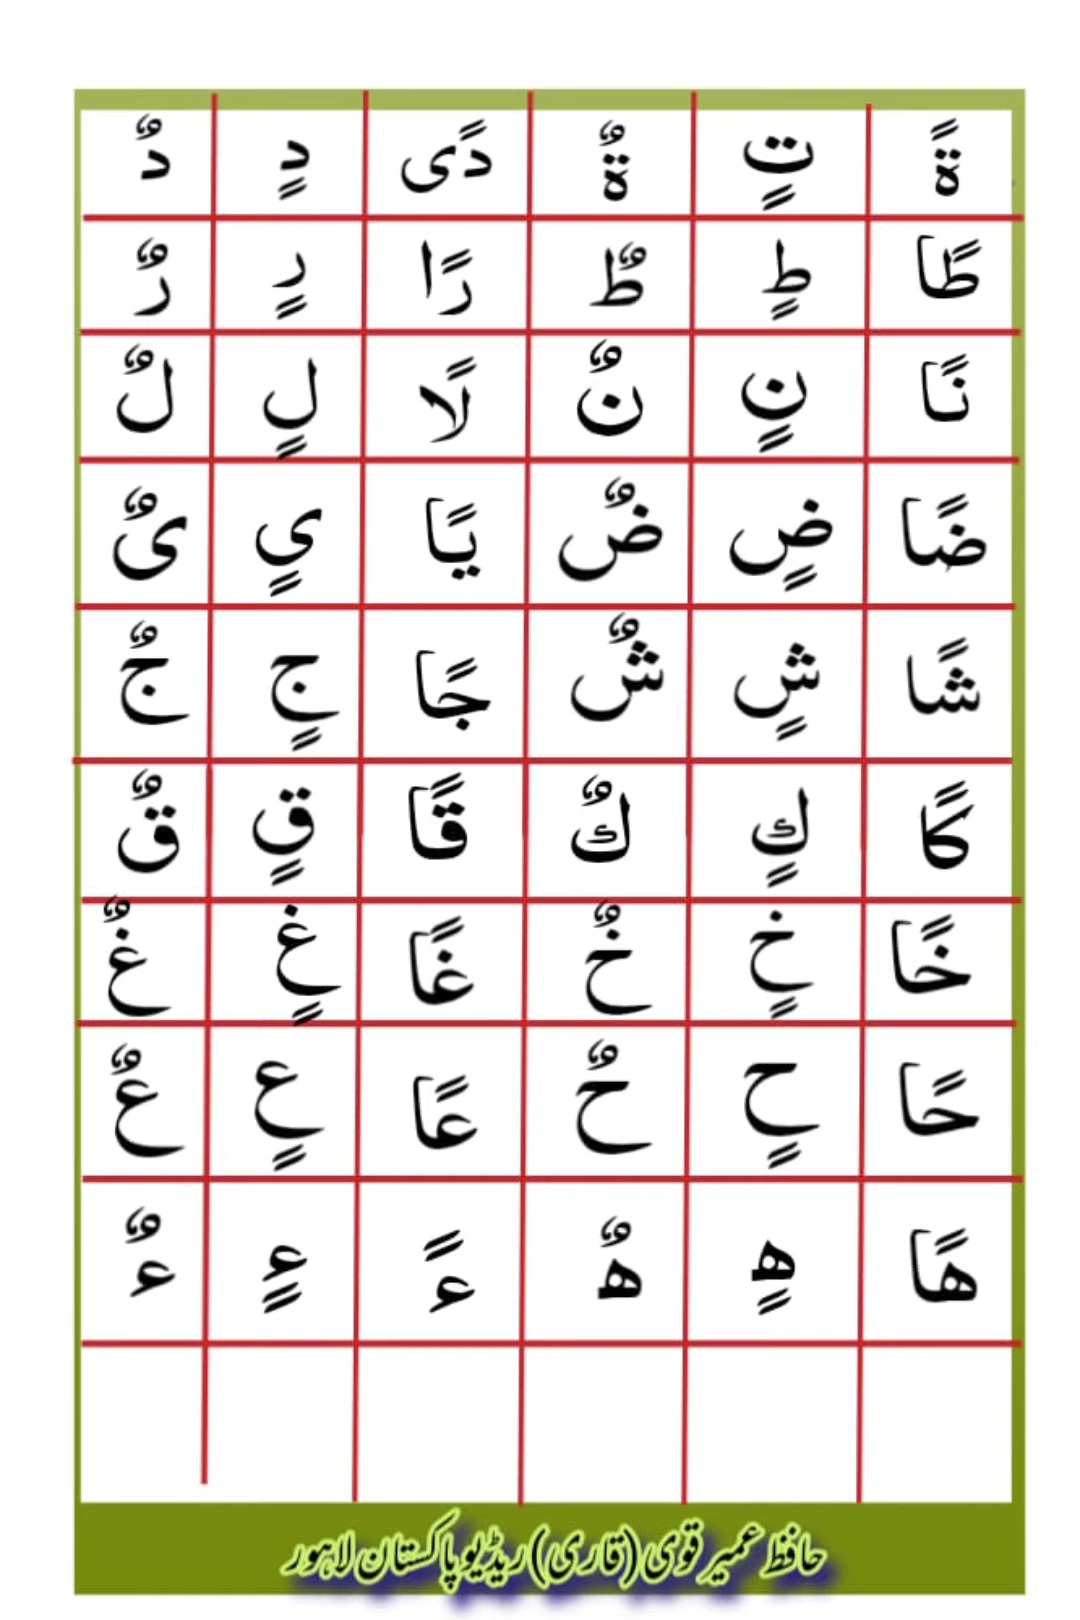 ةً تٍ ةٌ دًى دٍ دٌ
طًا طٍ طٌ رًا رٍ رٌ
نًا نٍ نٌ لًا لٍ لٌ
ضًا ضٍ ضٌ يًا يٍ ىٌ
شًا شٍ شٌ جًا جٍ جٌ
كًا كٍ كٌ قًا قٍ قٌ
خًا خٍ خٌ غًا غٍ غٌ
حًا حٍ حٌ عًا عٍ عٌ
هًا هٍ هٌ ءً ءٍ ءٌ
حافظ عمیر قوی (قاری) ریڈیو پاکستان لاہور